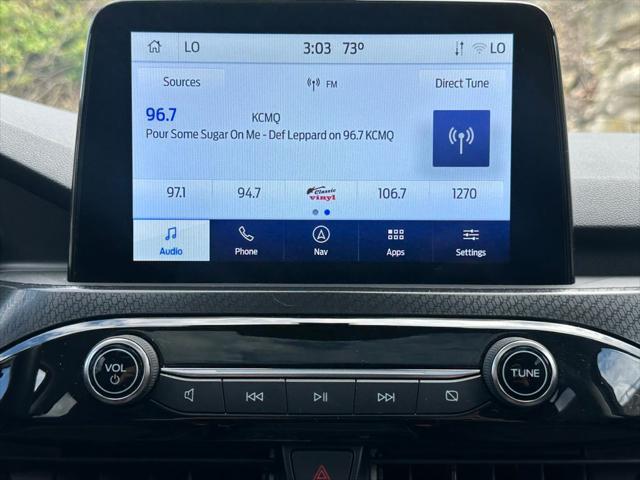 LO 3:03 73° LO
Sources FM Direct Tune
96.7 KCMQ
Pour Some Sugar On Me - Def Leppard on 96.7 KCMQ
97.1 94.7 Classic vinyl 106.7 1270
Audio Phone Nav Apps Settings
VOL TUNE